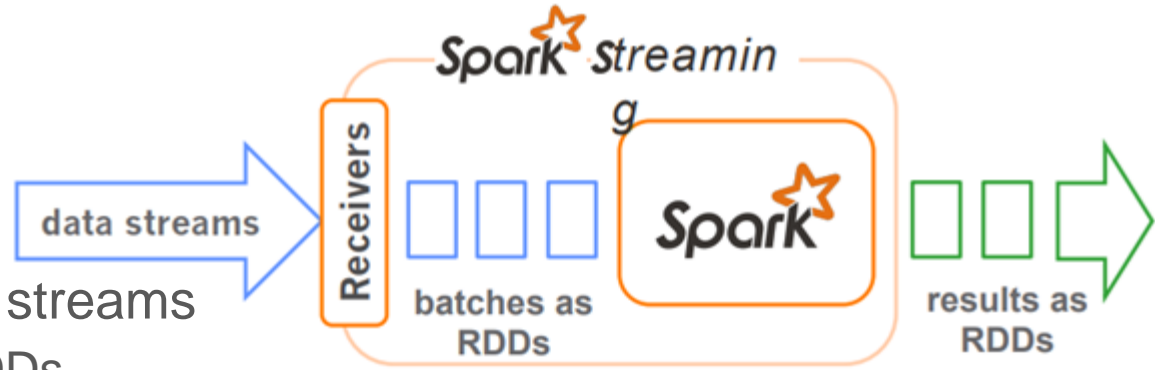 Spark Streamin
g
data streams
Receivers
batches as
RDDs
Spark
results as
RDDs
streams